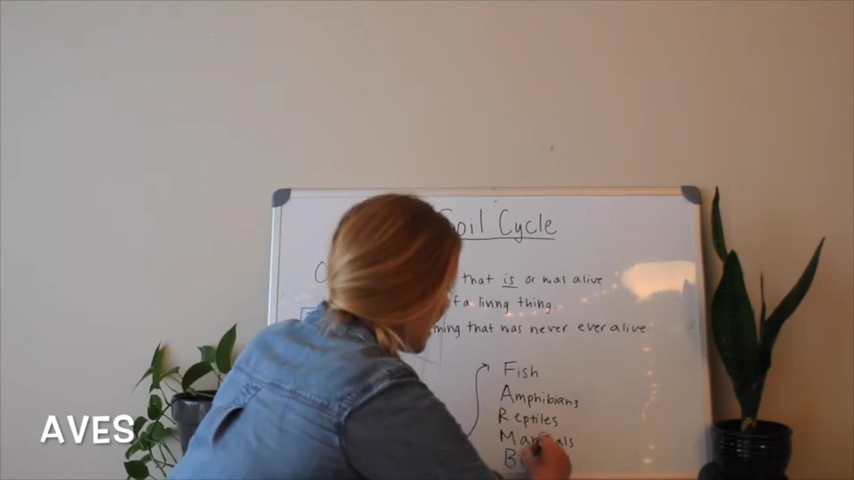 Soil Cycle
that is or was alive
of a living thing
thing that was never ever alive
Fish
Amphibians
Reptiles
Mammals
B
AVES